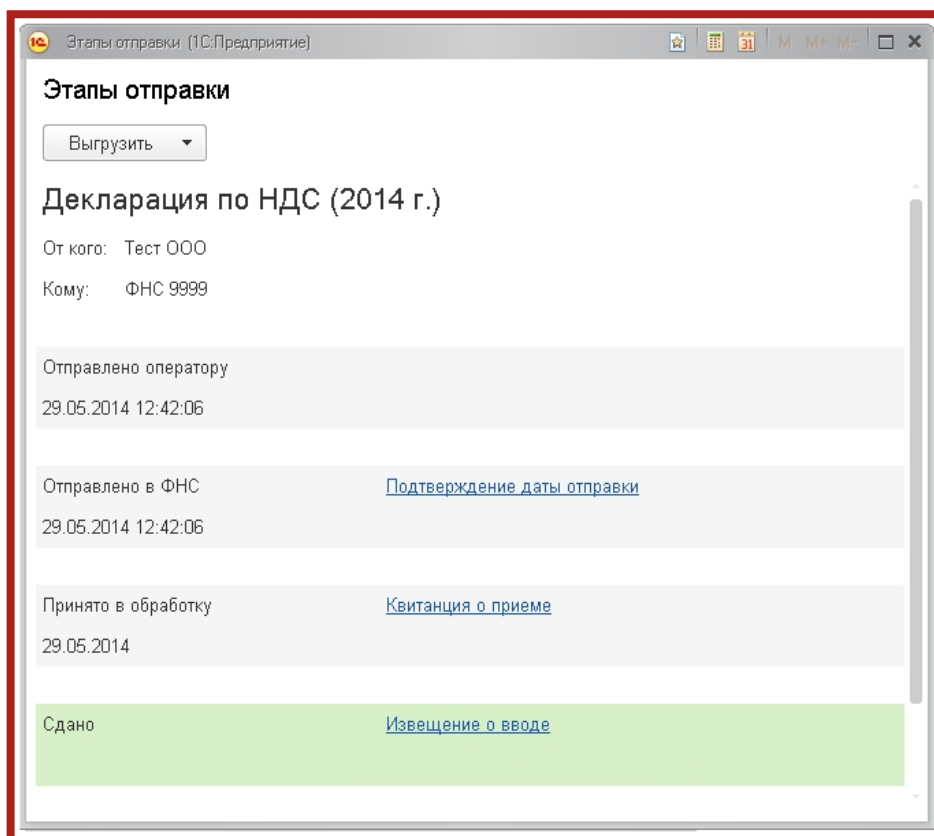 Этапы отправки (1С:Предприятие)
31 M M+ M-
Этапы отправки
Выгрузить
Декларация по НДС (2014 г.)
От кого: Тест ООО
Кому: ФНС 9999
Отправлено оператору
29.05.2014 12:42:06
Отправлено в ФНС Подтверждение даты отправки
29.05.2014 12:42:06
Принято в обработку Квитанция о приеме
29.05.2014
Сдано Извещение о вводе